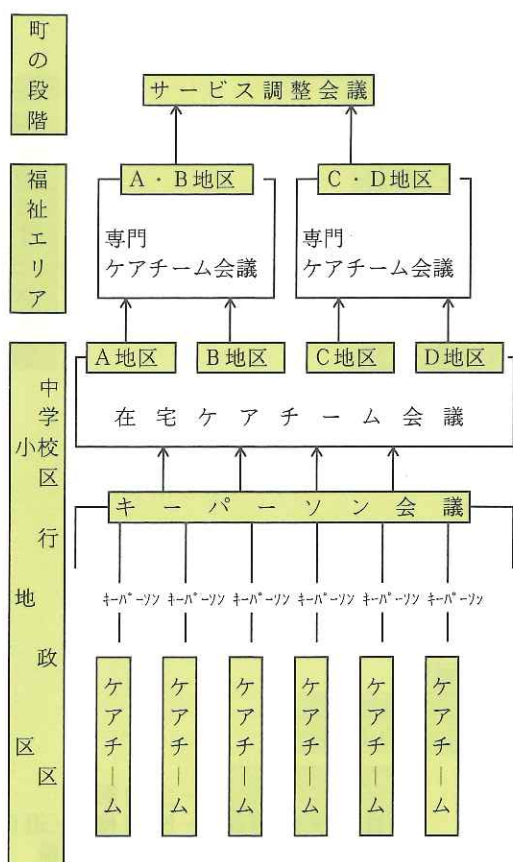 町の段階
サービス調整会議
福祉エリア
A・B地区
C・D地区
専門
ケアチーム会議
専門
ケアチーム会議
A地区
B地区
C地区
D地区
中学校区
小地区
行政区
在宅ケアチーム会議
キーパーソン会議
キーパーソン
キーパーソン
キーパーソン
キーパーソン
キーパーソン
キーパーソン
ケアチーム
ケアチーム
ケアチーム
ケアチーム
ケアチーム
ケアチーム